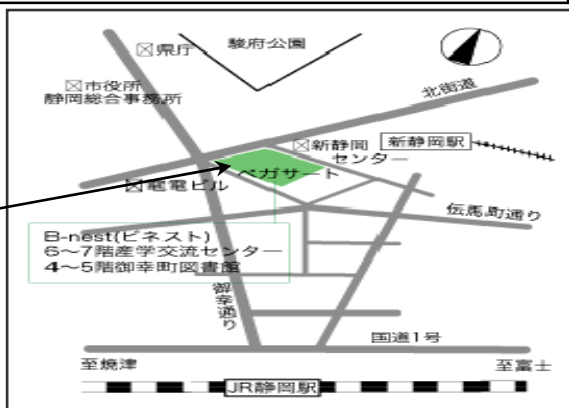 駿府公園
県庁
市役所
静岡総合事務所
北街道
新静岡
センター
新静岡駅
ペガサート
電電ビル
伝馬町通り
B-nest(ビネスト)
6〜7階産学交流センター
4〜5階御幸町図書館
御幸通り
国道1号
至焼津
至富士
JR静岡駅